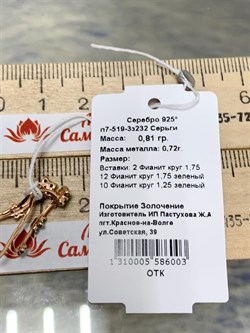 Серебро 925°
п7-519-3з232 Серьги
Масса: 0,81 гр.
Масса металла: 0,72г
Размер:
Вставки: 2 Фианит круг 1,75
12 Фианит круг 1,75 зеленый
10 Фианит круг 1,25 зеленый
Покрытие Золочение
Изготовитель ИП Пастухова Ж.А
пгт.Красное-на-Волге
ул.Советская, 39
1310005586003
ОТК